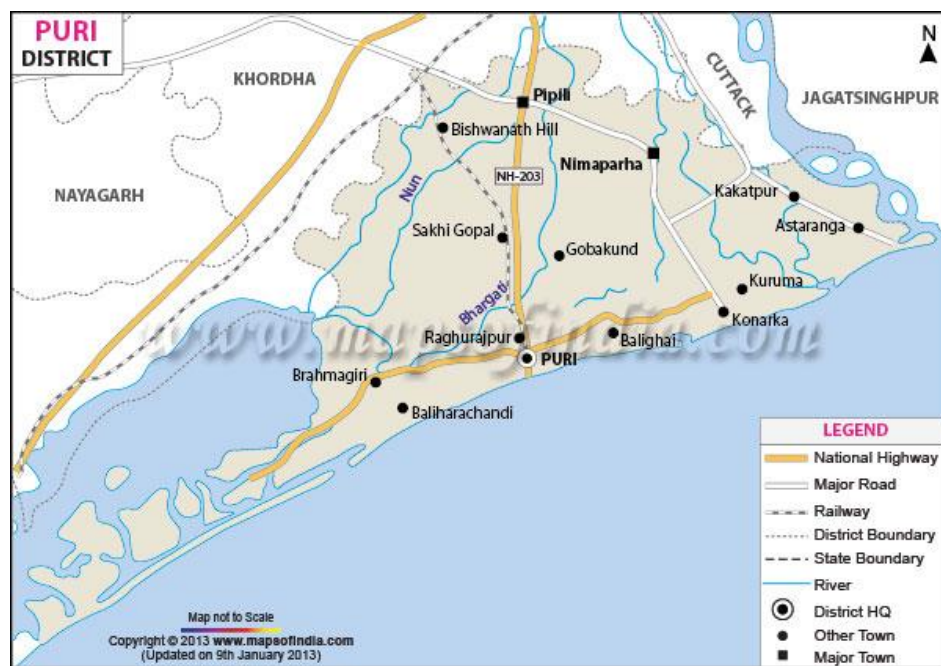 PURI
DISTRICT
N
KHORDHA
CUTTACK
JAGATSINGHPUR
Pipili
Bishwanath Hill
Nimaparha
NH-203
NAYAGARH
Nun
Kakatpur
Astaranga
Sakhi Gopal
Gobakund
Kuruma
Bhargati
Konarka
www.mapsofindia.com
Raghurajpur
Balighai
PURI
Brahmagiri
Baliharachandi
LEGEND
National Highway
Major Road
Railway
District Boundary
State Boundary
River
District HQ
Other Town
Major Town
Map not to Scale
Copyright © 2013 www.mapsofindia.com
(Updated on 9th January 2013)